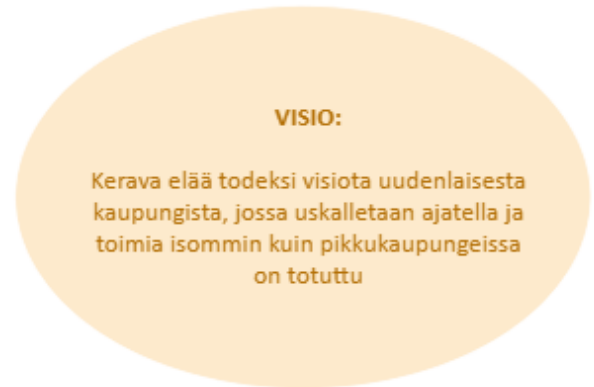 VISIO:
Kerava elää todeksi visiota uudenlaisesta
kaupungista, jossa uskalletaan ajatella ja
toimia isommin kuin pikkukaupungeissa
on totuttu